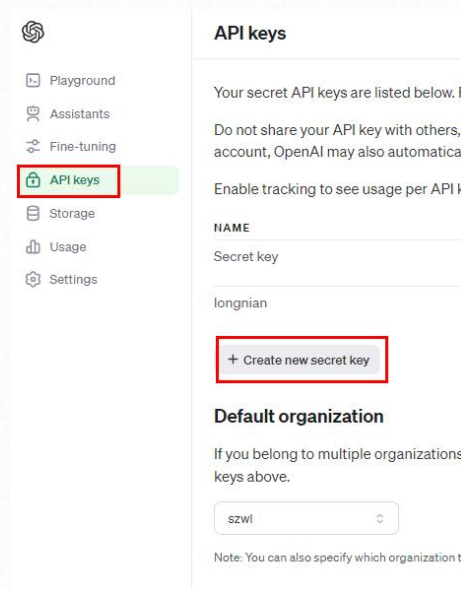 API keys
Playground
Assistants
Fine-tuning
API keys
Storage
Usage
Settings
Your secret API keys are listed below.
Do not share your API key with others,
account, OpenAI may also automatica
Enable tracking to see usage per API
NAME
Secret key
longnian
+ Create new secret key
Default organization
If you belong to multiple organizations
keys above.
szwl
Note: You can also specify which organization t